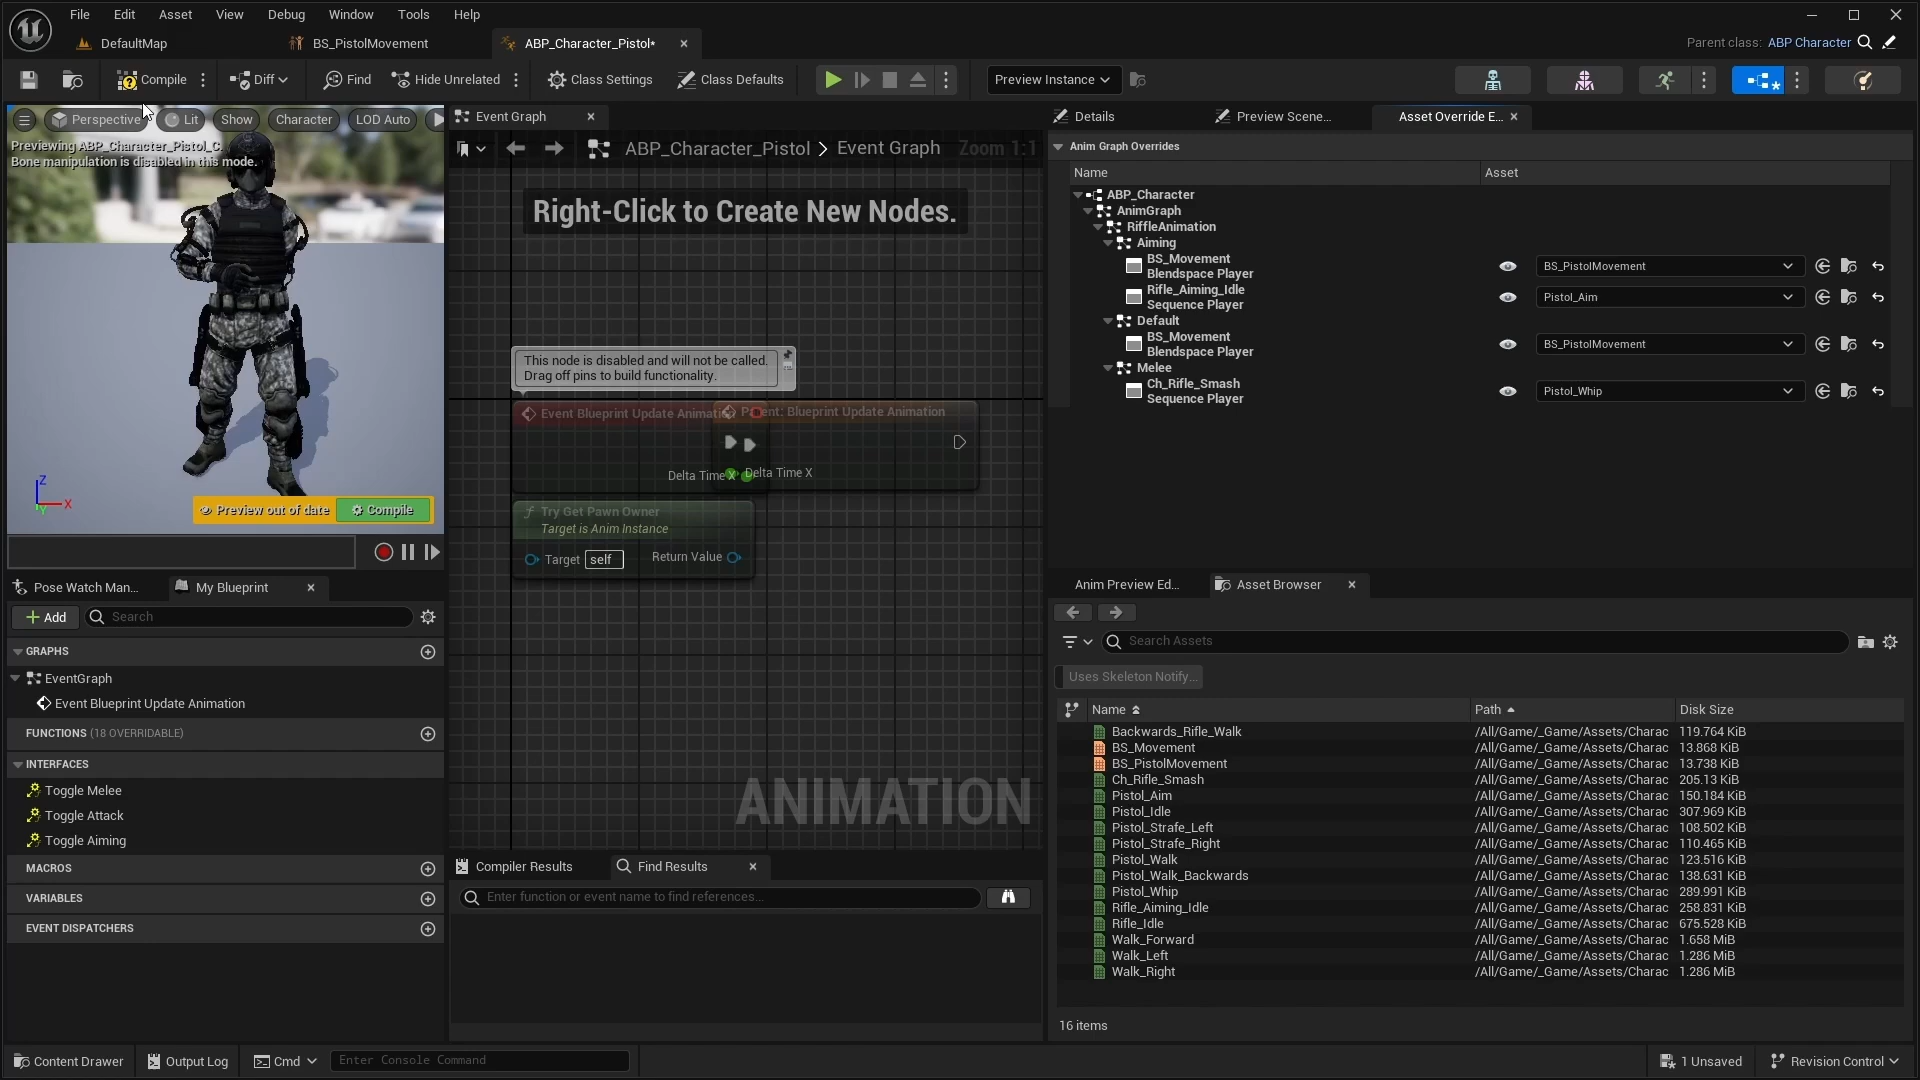 File Edit Asset View Debug Window Tools Help
DefaultMap BS_PistolMovement ABP_Character_Pistol*
Parent class: ABP Character
Compile Diff Find Hide Unrelated Class Settings Class Defaults Preview Instance
Perspective Lit Show Character LOD Auto
Previewing ABP_Character_Pistol_C.
Bone manipulation is disabled in this mode.
Preview out of date Compile
Z
X
Y
Pose Watch Man... My Blueprint
Add Search
GRAPHS
EventGraph
Event Blueprint Update Animation
FUNCTIONS (18 OVERRIDABLE)
INTERFACES
Toggle Melee
Toggle Attack
Toggle Aiming
MACROS
VARIABLES
EVENT DISPATCHERS
Event Graph
ABP_Character_Pistol > Event Graph Zoom 1:1
Right-Click to Create New Nodes.
This node is disabled and will not be called.
Drag off pins to build functionality.
Event Blueprint Update Animation
Delta Time X
Parent: Blueprint Update Animation
Delta Time X
Try Get Pawn Owner
Target is Anim Instance
Target self Return Value
ANIMATION
Compiler Results Find Results
Enter function or event name to find references...
Details Preview Scene... Asset Override E...
Anim Graph Overrides
Name Asset
ABP_Character
AnimGraph
RiffleAnimation
Aiming
BS_Movement
Blendspace Player BS_PistolMovement
Rifle_Aiming_Idle
Sequence Player Pistol_Aim
Default
BS_Movement
Blendspace Player BS_PistolMovement
Melee
Ch_Rifle_Smash
Sequence Player Pistol_Whip
Anim Preview Ed... Asset Browser
Search Assets
Uses Skeleton Notify...
Name Path Disk Size
Backwards_Rifle_Walk /All/Game/_Game/Assets/Charac 119.764 KiB
BS_Movement /All/Game/_Game/Assets/Charac 13.868 KiB
BS_PistolMovement /All/Game/_Game/Assets/Charac 13.738 KiB
Ch_Rifle_Smash /All/Game/_Game/Assets/Charac 205.13 KiB
Pistol_Aim /All/Game/_Game/Assets/Charac 150.184 KiB
Pistol_Idle /All/Game/_Game/Assets/Charac 307.969 KiB
Pistol_Strafe_Left /All/Game/_Game/Assets/Charac 108.502 KiB
Pistol_Strafe_Right /All/Game/_Game/Assets/Charac 110.465 KiB
Pistol_Walk /All/Game/_Game/Assets/Charac 123.516 KiB
Pistol_Walk_Backwards /All/Game/_Game/Assets/Charac 138.631 KiB
Pistol_Whip /All/Game/_Game/Assets/Charac 289.991 KiB
Rifle_Aiming_Idle /All/Game/_Game/Assets/Charac 258.831 KiB
Rifle_Idle /All/Game/_Game/Assets/Charac 675.528 KiB
Walk_Forward /All/Game/_Game/Assets/Charac 1.658 MiB
Walk_Left /All/Game/_Game/Assets/Charac 1.286 MiB
Walk_Right /All/Game/_Game/Assets/Charac 1.286 MiB
16 items
Content Drawer Output Log Cmd Enter Console Command 1 Unsaved Revision Control